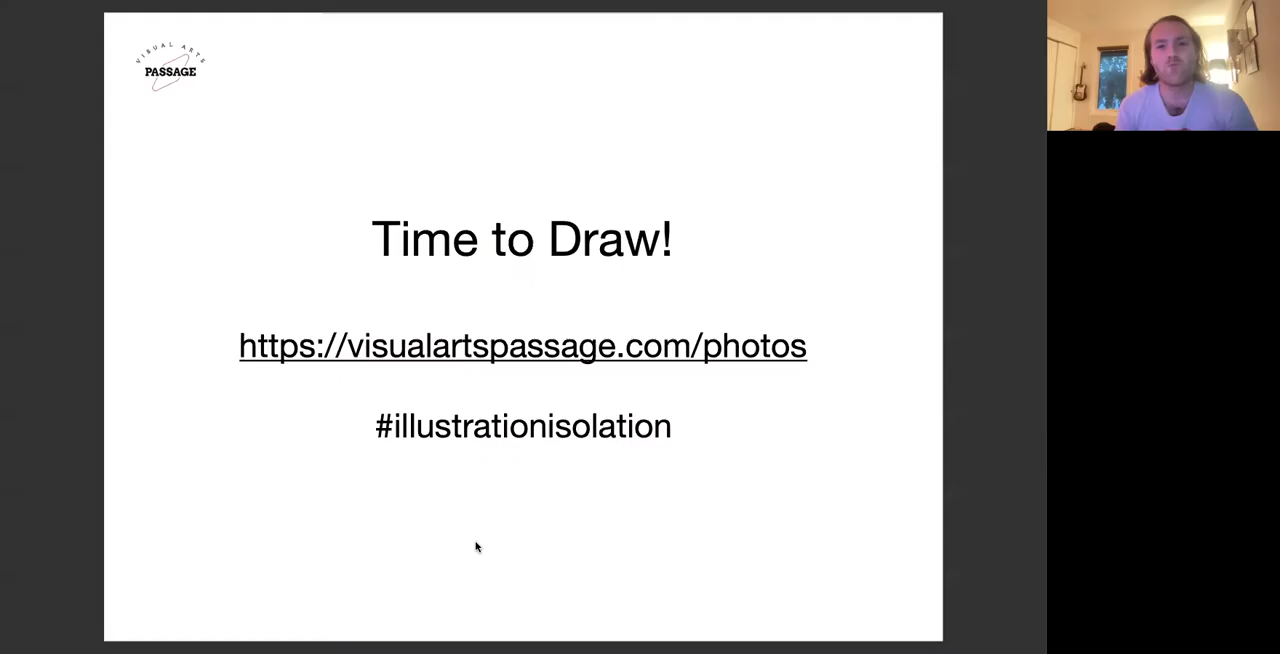 VISUAL ARTS
PASSAGE
Time to Draw!
https://visualartspassage.com/photos
#illustrationisolation